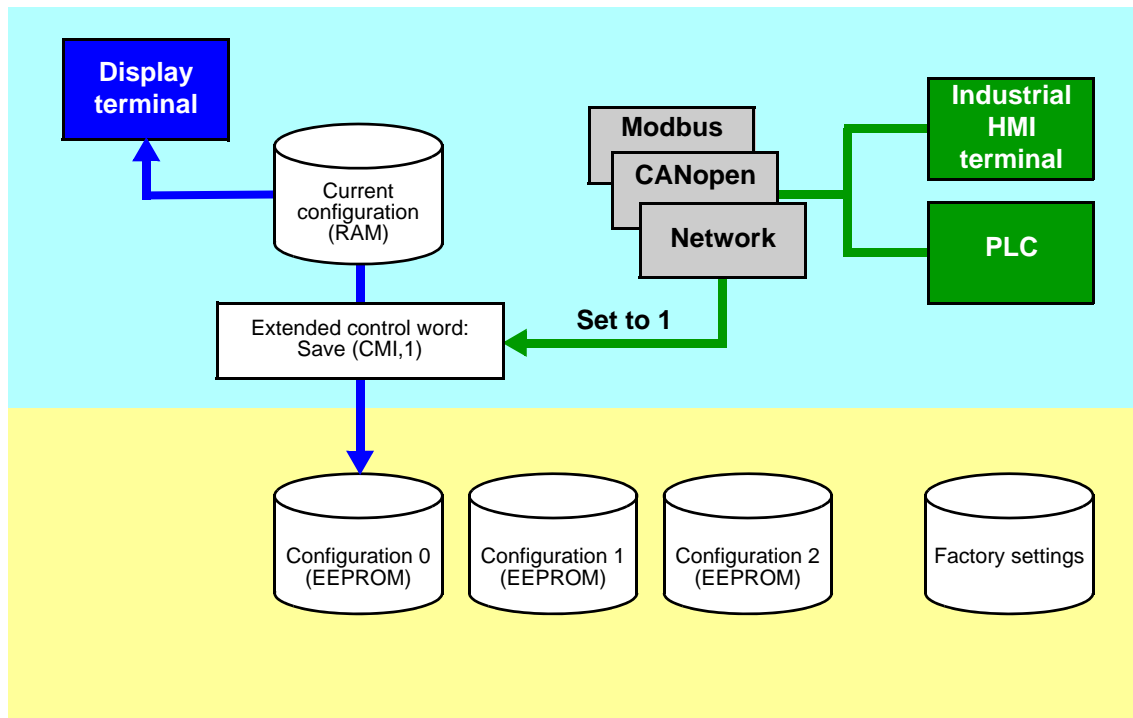 Display
terminal
Industrial
HMI
terminal
Modbus
CANopen
Network
Current
configuration
(RAM)
PLC
Extended control word:
Save (CMI,1)
Set to 1
Configuration 0
(EEPROM)
Configuration 1
(EEPROM)
Configuration 2
(EEPROM)
Factory settings